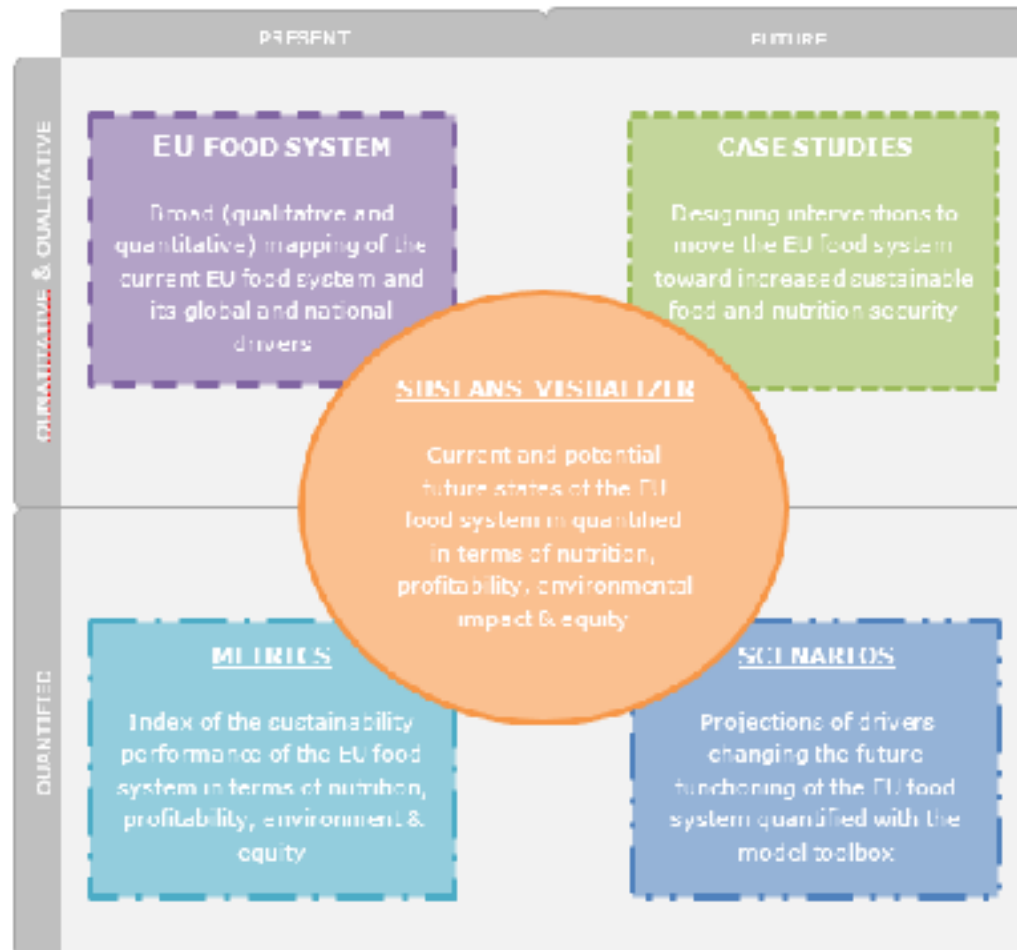 PRESENT
FUTURE
QUNATITATIVE & QUALITATIVE
EU FOOD SYSTEM
Broad (qualitative and
quantitative) mapping of the
current EU food system and
its global and national
drivers
CASE STUDIES
Designing interventions to
move the EU food system
toward increased sustainable
food and nutrition security
SUSFANS VISUALIZER
Current and potential
future states of the EU
food system in quantified
in terms of nutrition,
profitability, environmental
impact & equity
QUANTIFIED
METRICS
Index of the sustainability
performance of the EU food
system in terms of nutrition,
profitability, environment &
equity
SCENARIOS
Projections of drivers
changing the future
functioning of the EU food
system quantified with the
model toolbox